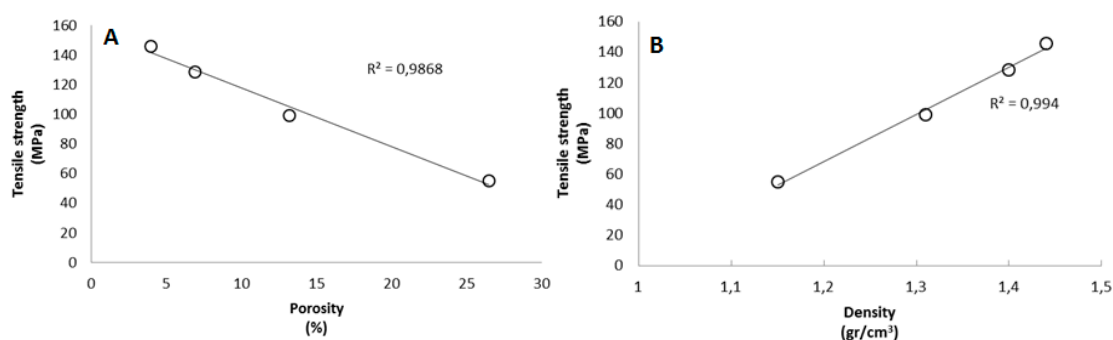 A
Tensile strength
(MPa)
160
140
120
100
80
60
40
20
0
R² = 0,9868
0 5 10 15 20 25 30
Porosity
(%)
B
Tensile strength
(MPa)
160
140
120
100
80
60
40
20
0
R² = 0,994
1 1,1 1,2 1,3 1,4 1,5
Density
(gr/cm³)